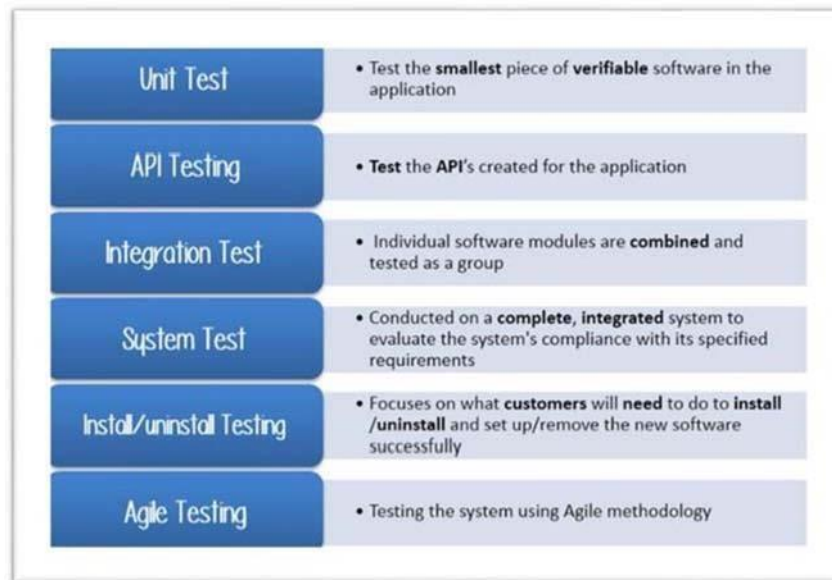 Unit Test
• Test the smallest piece of verifiable software in the
application
API Testing
• Test the API's created for the application
Integration Test
• Individual software modules are combined and
tested as a group
System Test
• Conducted on a complete, integrated system to
evaluate the system's compliance with its specified
requirements
Install/uninstall Testing
• Focuses on what customers will need to do to install
/uninstall and set up/remove the new software
successfully
Agile Testing
• Testing the system using Agile methodology